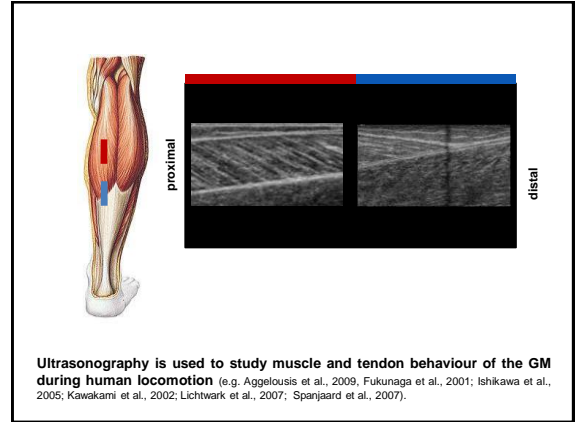 proximal
distal
Ultrasonography is used to study muscle and tendon behaviour of the GM
during human locomotion (e.g. Aggelousis et al., 2009, Fukunaga et al., 2001; Ishikawa et al.,
2005; Kawakami et al., 2002; Lichtwark et al., 2007; Spanjaard et al., 2007).